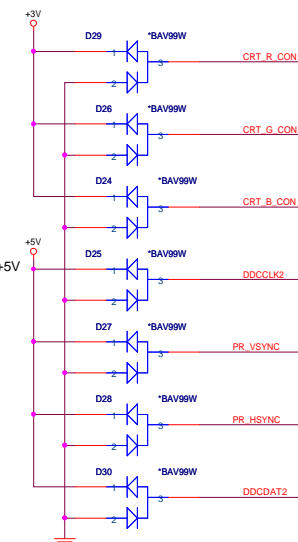 +3V
D29 *BAV99W
1
3 CRT_R_CON
2
D26 *BAV99W
1
3 CRT_G_CON
2
D24 *BAV99W
1
3 CRT_B_CON
2
+5V
+5V
D25 *BAV99W
1
3 DDCCLK2
2
D27 *BAV99W
1
3 PR_VSYNC
2
D28 *BAV99W
1
3 PR_HSYNC
2
D30 *BAV99W
1
3 DDCDAT2
2